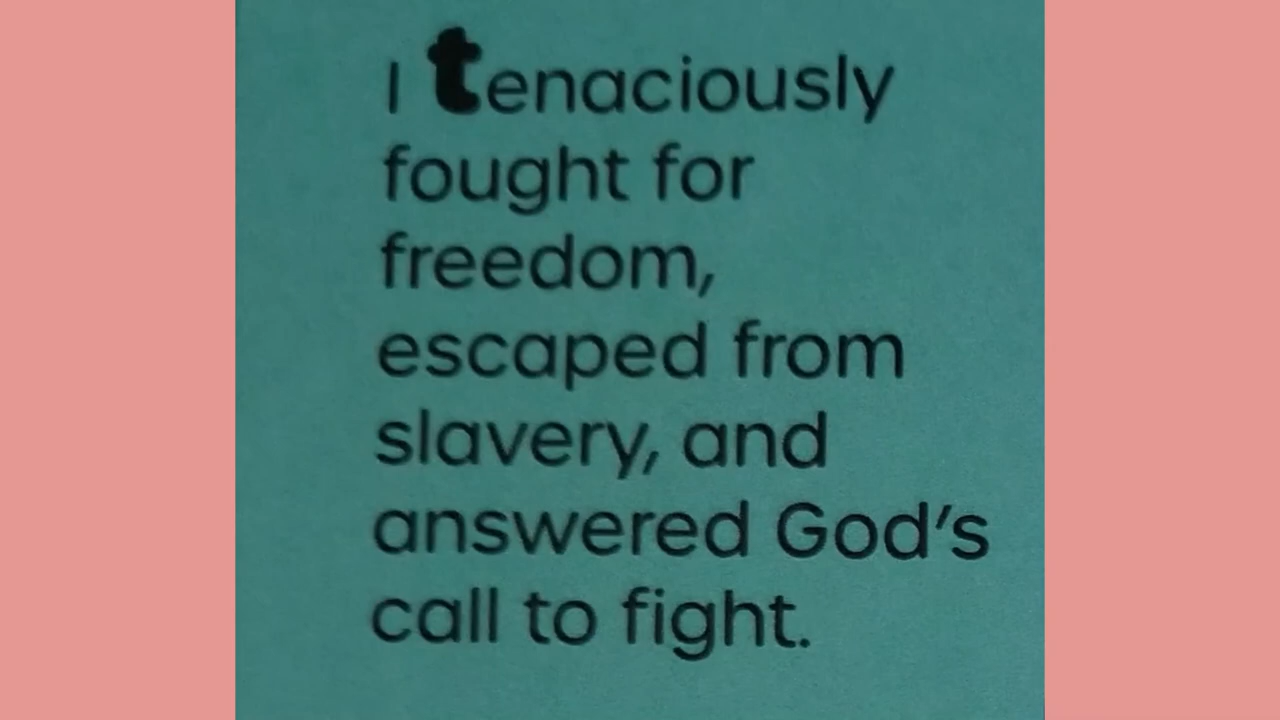 I tenaciously
fought for
freedom,
escaped from
slavery, and
answered God's
call to fight.